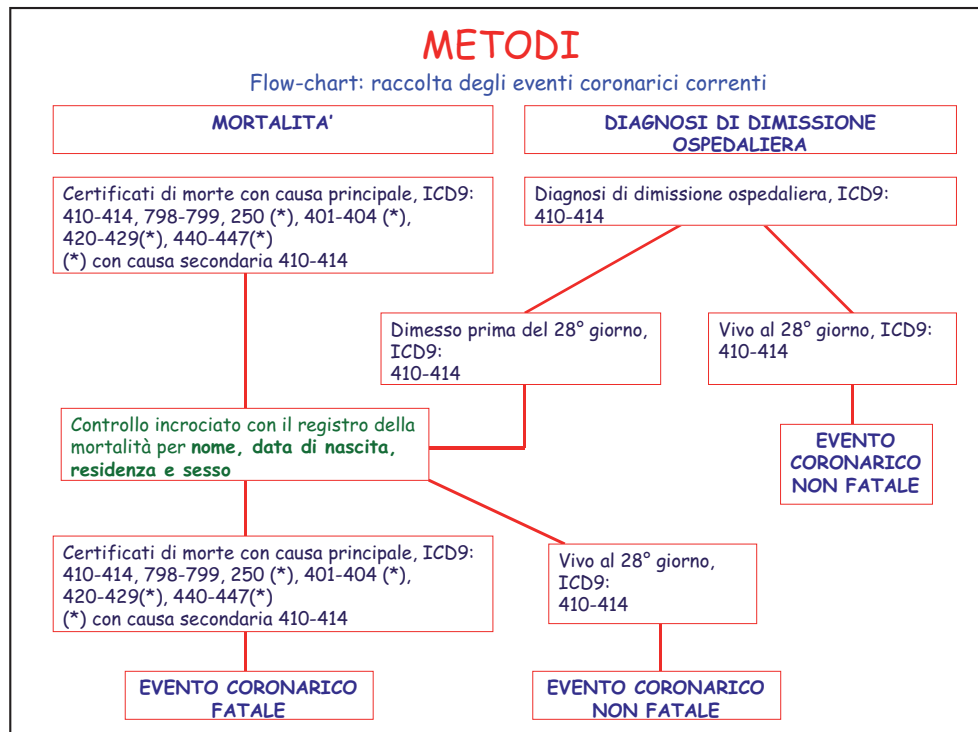 METODI
Flow-chart: raccolta degli eventi coronarici correnti
MORTALITA’
DIAGNOSI DI DIMISSIONE
OSPEDALIERA
Certificati di morte con causa principale, ICD9:
410-414, 798-799, 250 (*), 401-404 (*),
420-429(*), 440-447(*)
(*) con causa secondaria 410-414
Diagnosi di dimissione ospedaliera, ICD9:
410-414
Dimesso prima del 28° giorno,
ICD9:
410-414
Vivo al 28° giorno, ICD9:
410-414
Controllo incrociato con il registro della
mortalità per nome, data di nascita,
residenza e sesso
EVENTO
CORONARICO
NON FATALE
Certificati di morte con causa principale, ICD9:
410-414, 798-799, 250 (*), 401-404 (*),
420-429(*), 440-447(*)
(*) con causa secondaria 410-414
Vivo al 28° giorno,
ICD9:
410-414
EVENTO CORONARICO
FATALE
EVENTO CORONARICO
NON FATALE